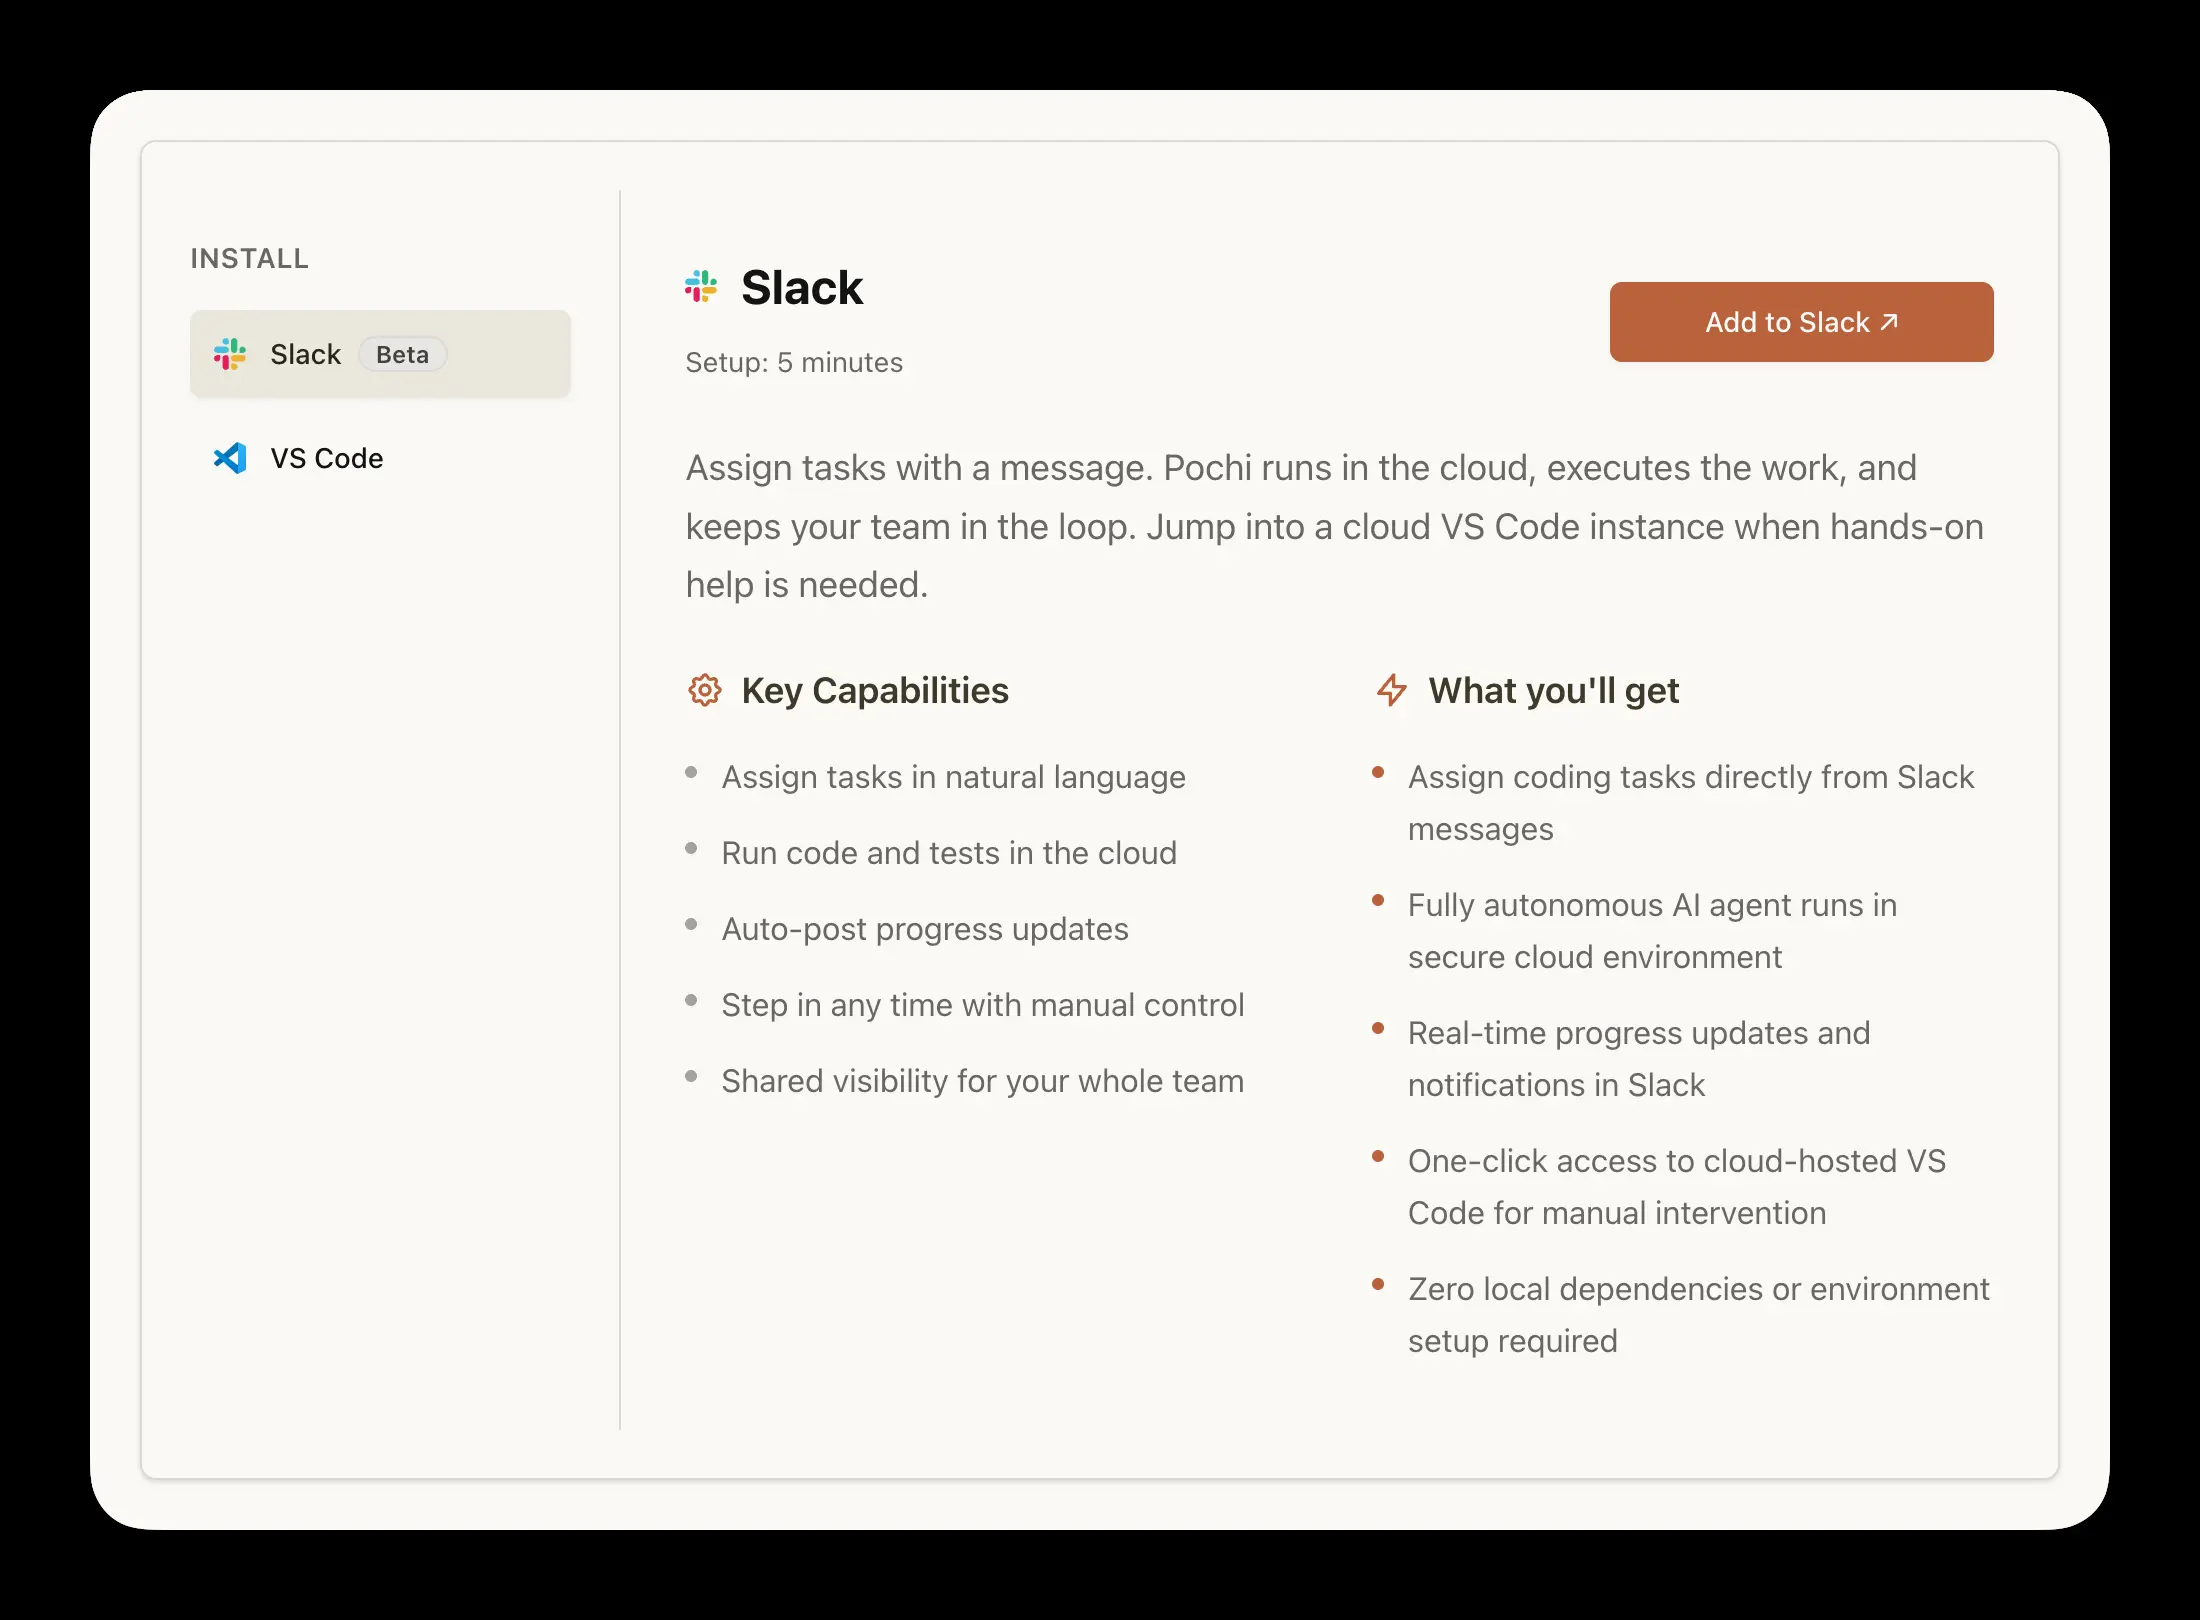 INSTALL
Slack Beta
VS Code
Slack
Setup: 5 minutes
Add to Slack ↗
Assign tasks with a message. Pochi runs in the cloud, executes the work, and
keeps your team in the loop. Jump into a cloud VS Code instance when hands-on
help is needed.
Key Capabilities
Assign tasks in natural language
Run code and tests in the cloud
Auto-post progress updates
Step in any time with manual control
Shared visibility for your whole team
What you'll get
Assign coding tasks directly from Slack
messages
Fully autonomous AI agent runs in
secure cloud environment
Real-time progress updates and
notifications in Slack
One-click access to cloud-hosted VS
Code for manual intervention
Zero local dependencies or environment
setup required